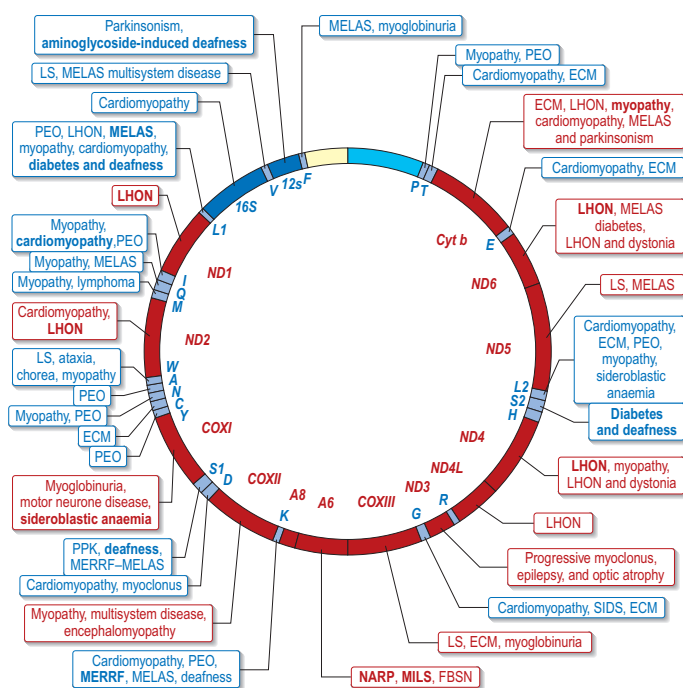 Parkinsonism,
aminoglycoside-induced deafness
MELAS, myoglobinuria
LS, MELAS multisystem disease
Myopathy, PEO
Cardiomyopathy, ECM
Cardiomyopathy
ECM, LHON, myopathy,
cardiomyopathy, MELAS
and parkinsonism
PEO, LHON, MELAS,
myopathy, cardiomyopathy,
diabetes and deafness
Cardiomyopathy, ECM
LHON
LHON, MELAS
diabetes,
LHON and dystonia
Myopathy,
cardiomyopathy,PEO
Myopathy, MELAS
Myopathy, lymphoma
LS, MELAS
Cardiomyopathy,
LHON
Cardiomyopathy,
ECM, PEO,
myopathy,
sideroblastic
anaemia
LS, ataxia,
chorea, myopathy
PEO
Myopathy, PEO
ECM
PEO
Diabetes
and deafness
LHON, myopathy,
LHON and dystonia
Myoglobinuria,
motor neurone disease,
sideroblastic anaemia
LHON
PPK, deafness,
MERRF–MELAS
Cardiomyopathy, myoclonus
Progressive myoclonus,
epilepsy, and optic atrophy
Myopathy, multisystem disease,
encephalomyopathy
Cardiomyopathy, SIDS, ECM
LS, ECM, myoglobinuria
Cardiomyopathy, PEO,
MERRF, MELAS, deafness
NARP, MILS, FBSN
F
12s
V
16S
L1
ND1
I
Q
M
ND2
W
A
N
C
Y
COXI
S1
D
COXII
K
A8
A6
COXIII
G
ND3
R
ND4L
ND4
H
S2
L2
ND5
ND6
E
Cyt b
T
P